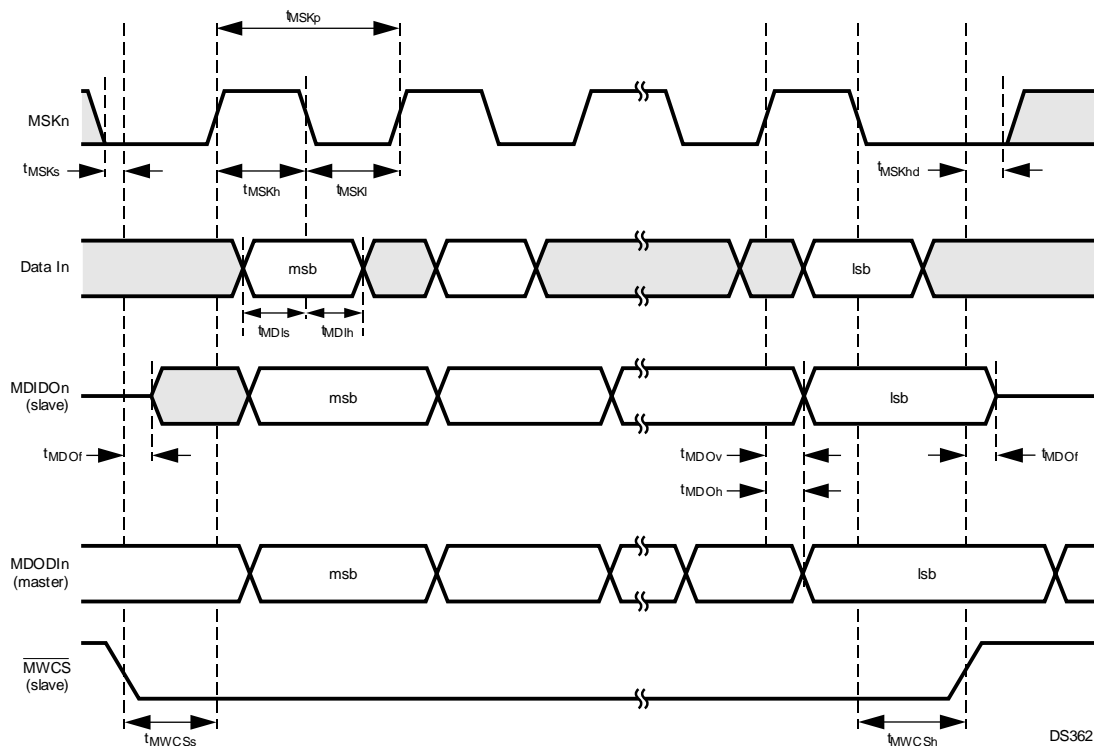 tMSKp
MSKn
tMSKs
tMSKh
tMSKl
tMSKhd
Data In
msb
lsb
tMDIs
tMDIh
MDIDOn
(slave)
msb
lsb
tMDOf
tMDOv
tMDOf
tMDOh
MDODIn
(master)
msb
lsb
MWCS
(slave)
tMWCSs
tMWCSh
DS362